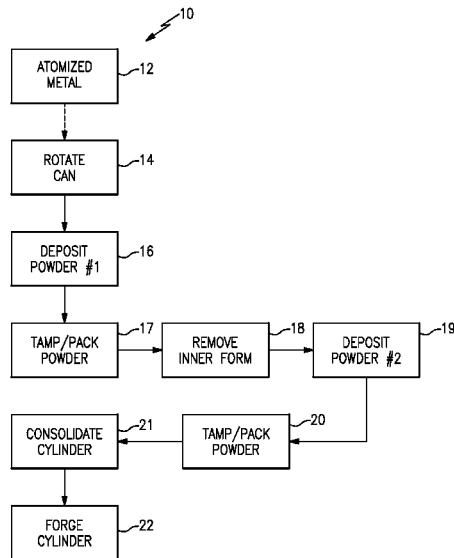 10
ATOMIZED
METAL
12
ROTATE
CAN
14
DEPOSIT
POWDER #1
16
TAMP/PACK
POWDER
17
REMOVE
INNER FORM
18
DEPOSIT
POWDER #2
19
TAMP/PACK
POWDER
20
CONSOLIDATE
CYLINDER
21
FORGE
CYLINDER
22